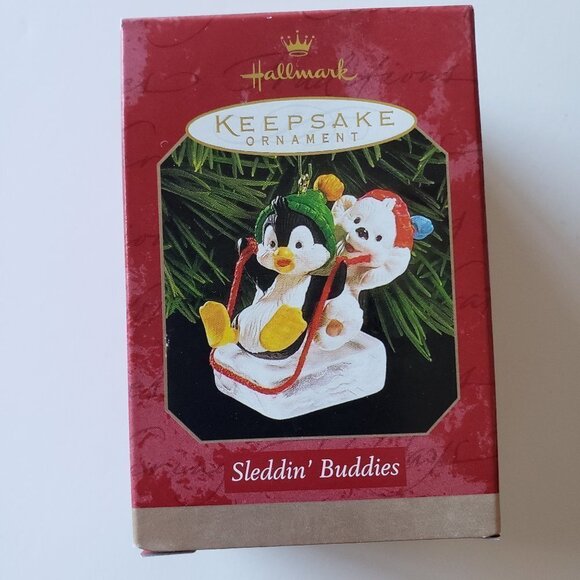 Hallmark
KEEPSAKE
ORNAMENT
Sleddin' Buddies